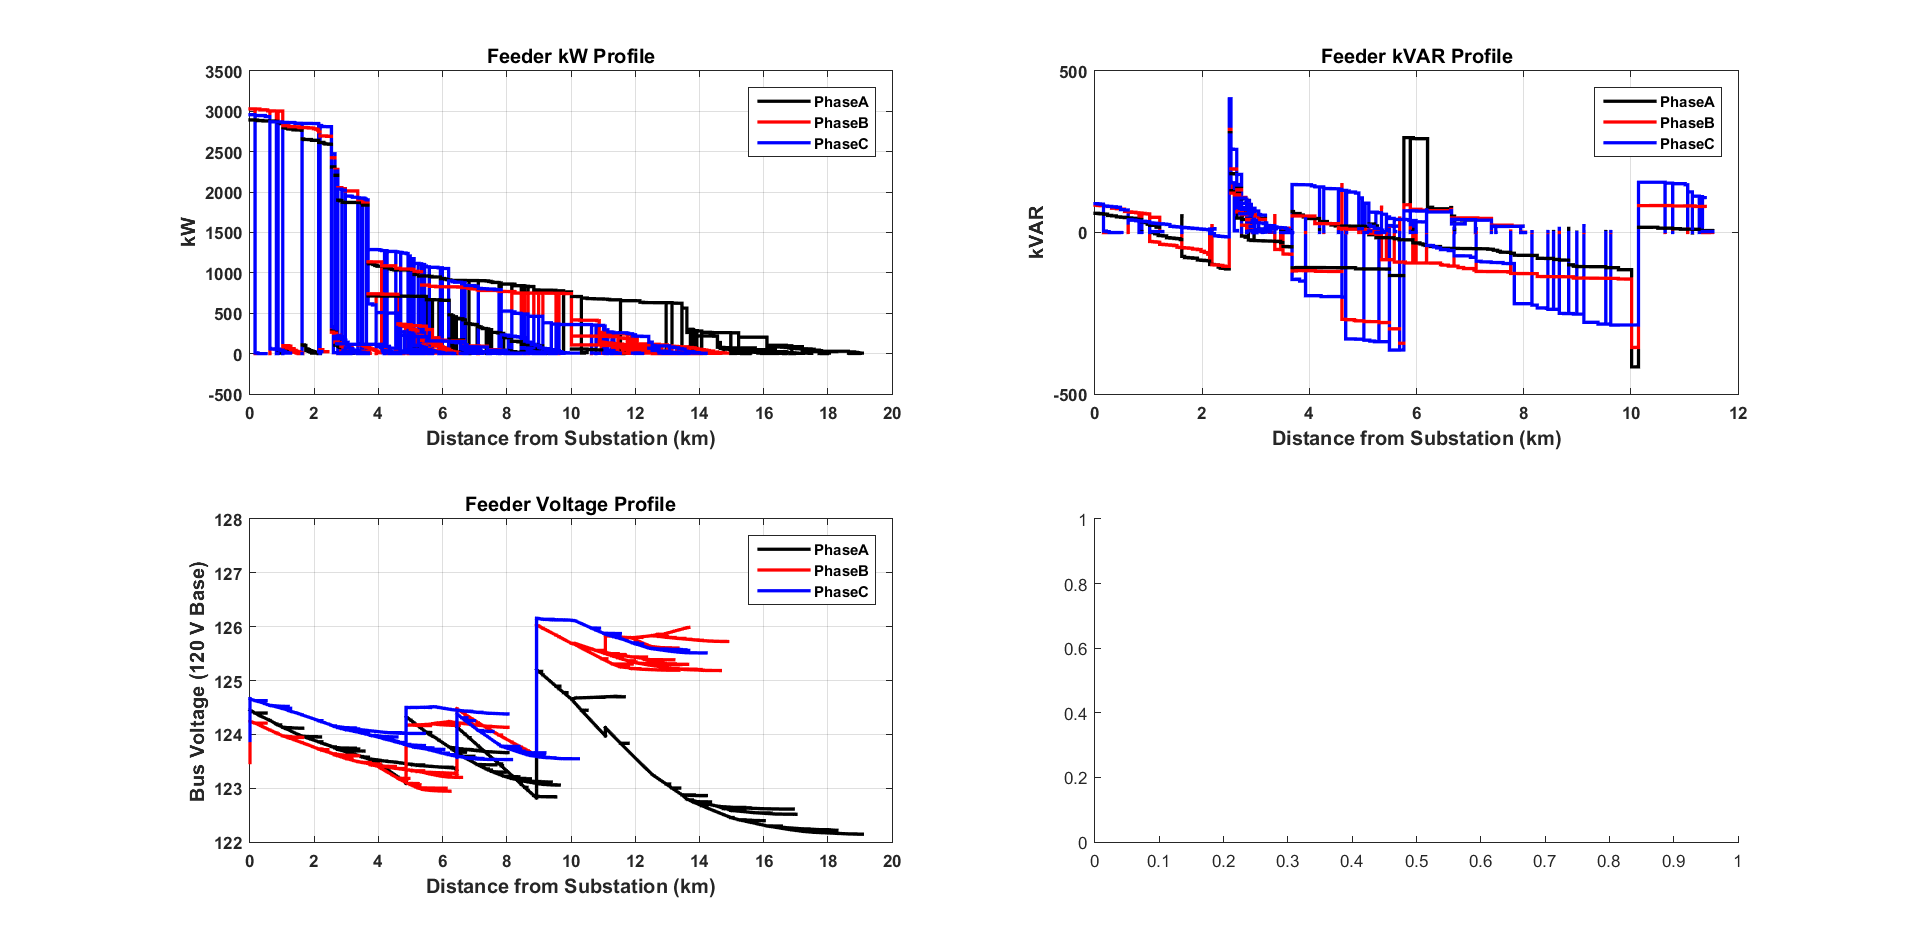 Feeder kW Profile
3500
3000
2500
2000
1500
1000
500
0
-500
kW
PhaseA
PhaseB
PhaseC
0 2 4 6 8 10 12 14 16 18 20
Distance from Substation (km)
Feeder kVAR Profile
500
0
-500
kVAR
PhaseA
PhaseB
PhaseC
0 2 4 6 8 10 12
Distance from Substation (km)
Feeder Voltage Profile
128
127
126
125
124
123
122
Bus Voltage (120 V Base)
PhaseA
PhaseB
PhaseC
0 2 4 6 8 10 12 14 16 18 20
Distance from Substation (km)
1
0.8
0.6
0.4
0.2
0
0 0.1 0.2 0.3 0.4 0.5 0.6 0.7 0.8 0.9 1